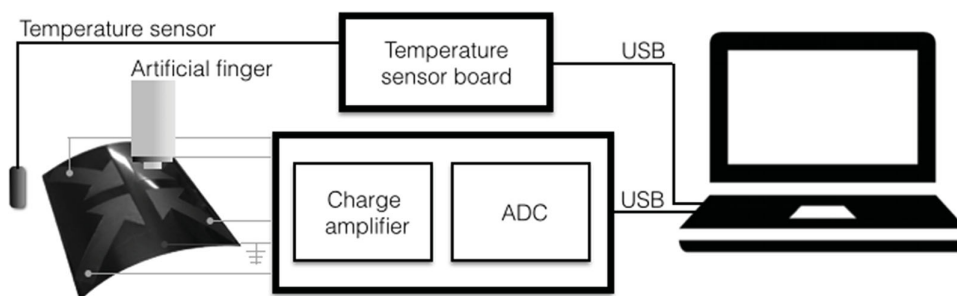 Temperature sensor
Temperature
sensor board
USB
Artificial finger
Charge
amplifier
ADC
USB